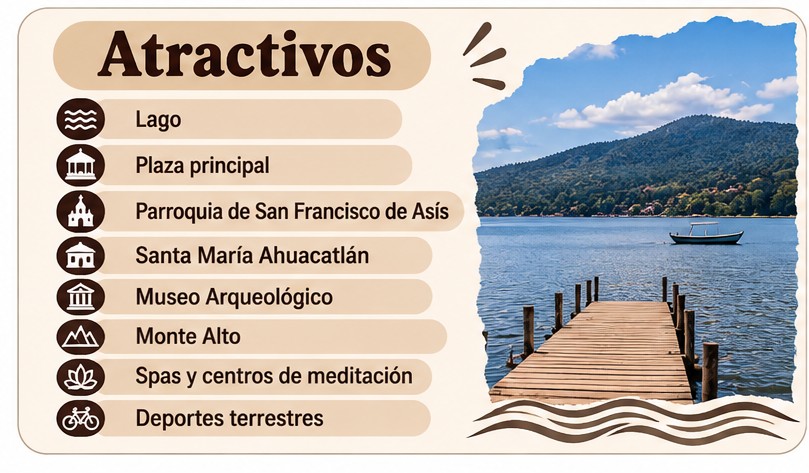 Atractivos
Lago
Plaza principal
Parroquia de San Francisco de Asís
Santa María Ahuacatlán
Museo Arqueológico
Monte Alto
Spas y centros de meditación
Deportes terrestres